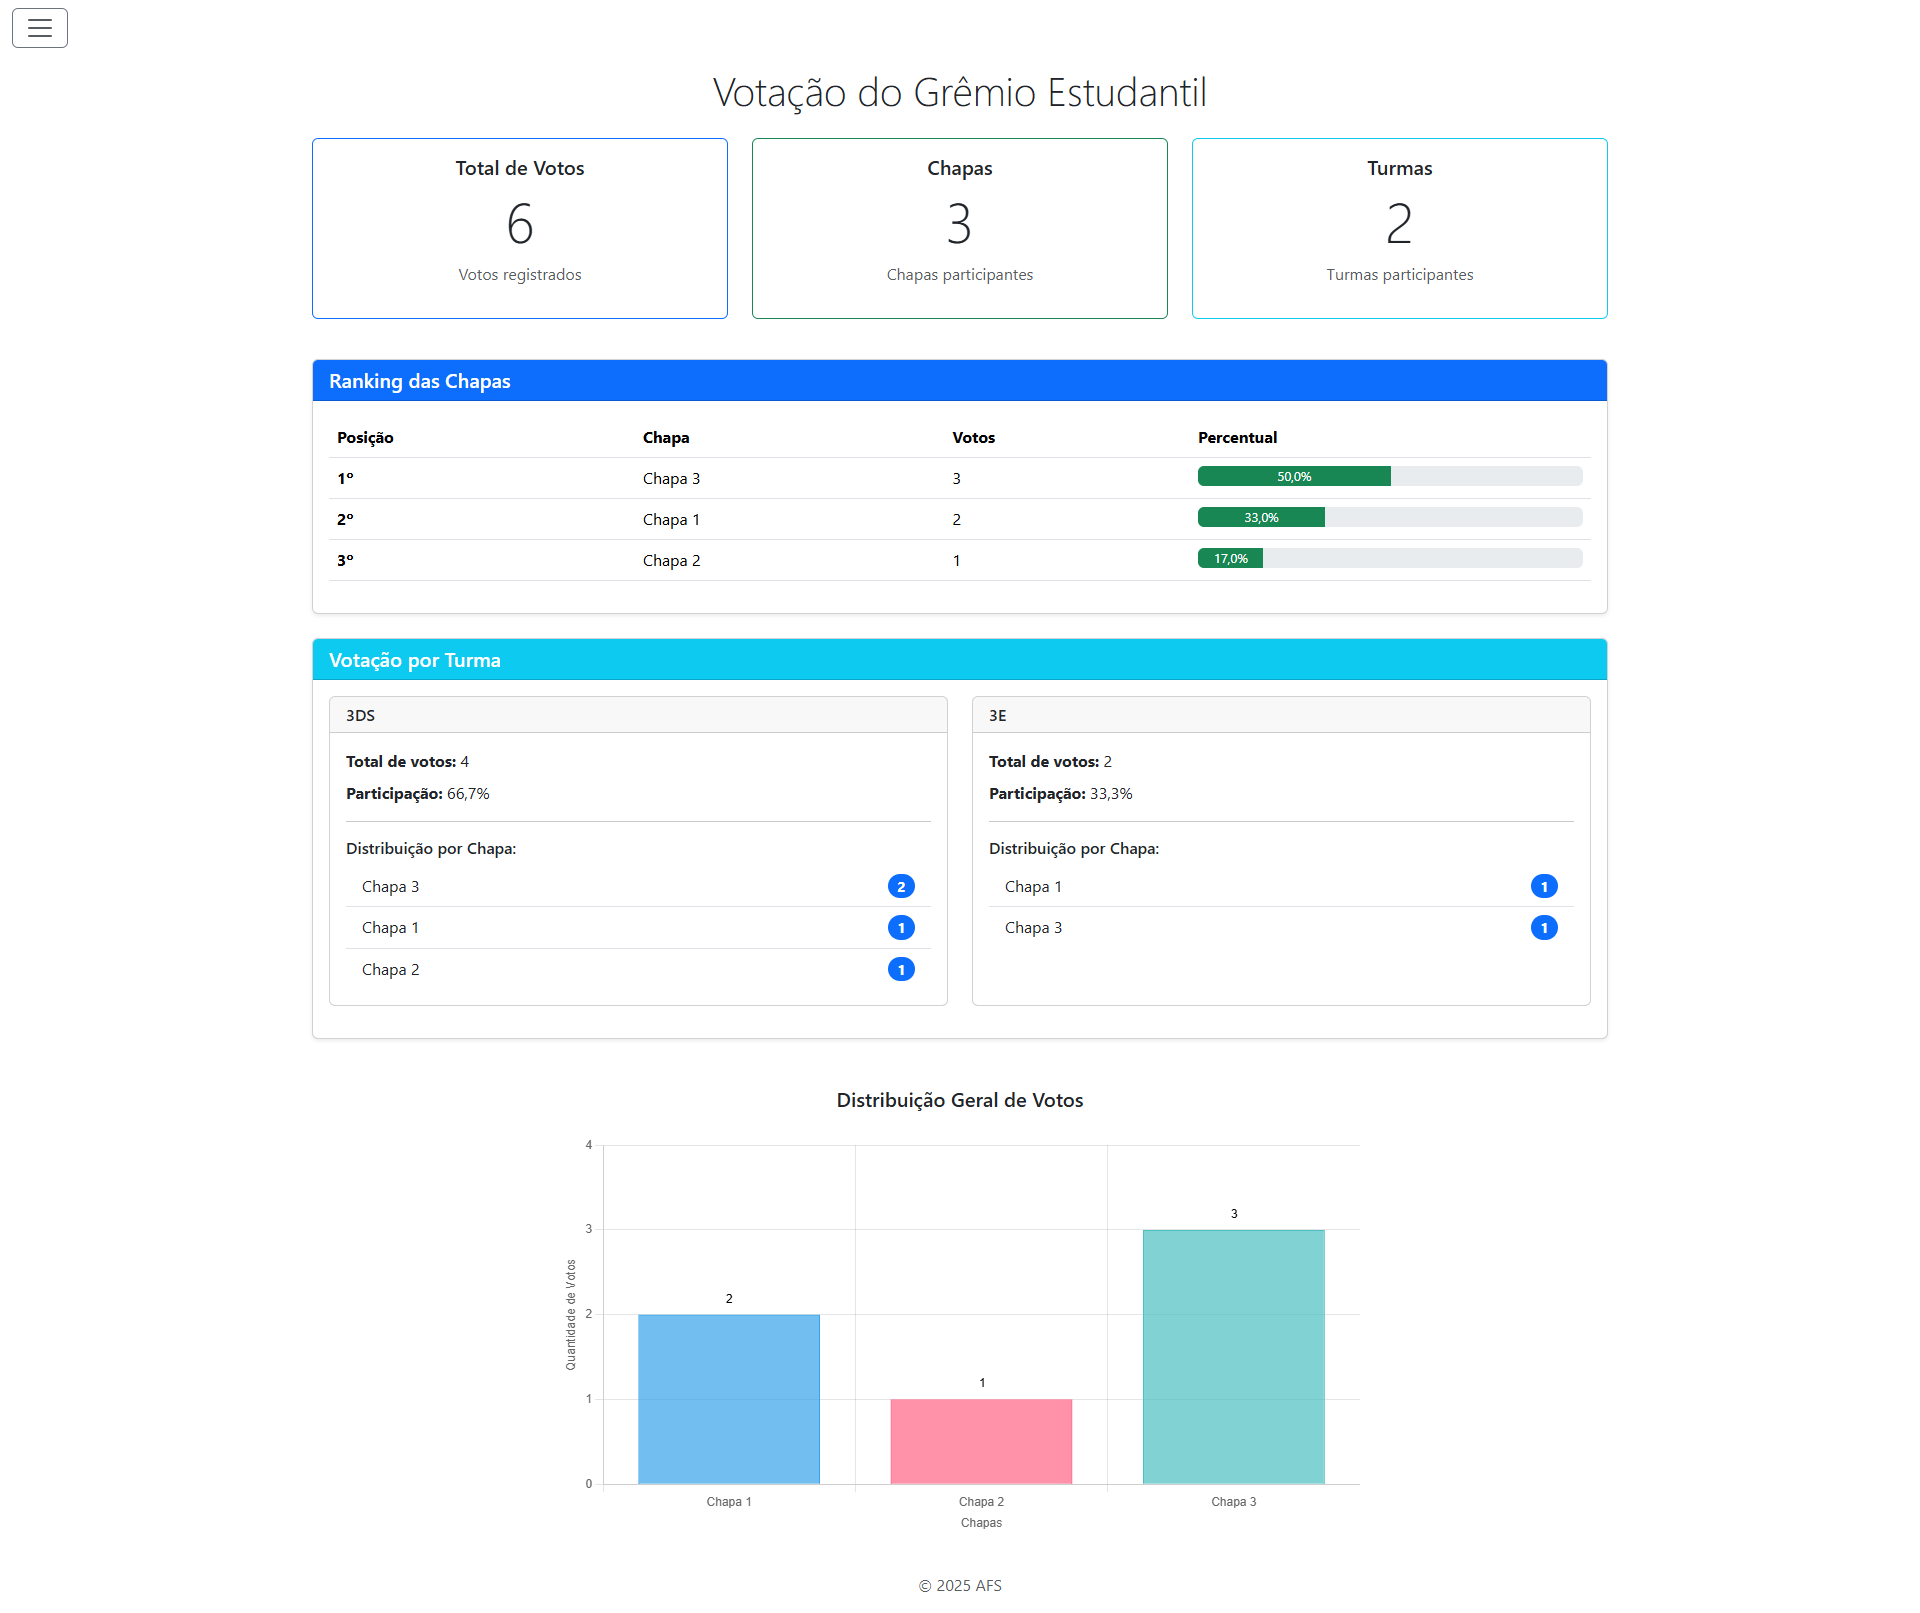 Votação do Grêmio Estudantil
Total de Votos
6
Votos registrados
Chapas
3
Chapas participantes
Turmas
2
Turmas participantes
Ranking das Chapas
Posição Chapa Votos Percentual
1º Chapa 3 3 50,0%
2º Chapa 1 2 33,0%
3º Chapa 2 1 17,0%
Votação por Turma
3DS
Total de votos: 4
Participação: 66,7%
Distribuição por Chapa:
Chapa 3 2
Chapa 1 1
Chapa 2 1
3E
Total de votos: 2
Participação: 33,3%
Distribuição por Chapa:
Chapa 1 1
Chapa 3 1
Distribuição Geral de Votos
Quantidade de Votos
4
3
2
1
0
2
1
3
Chapa 1 Chapa 2 Chapa 3
Chapas
© 2025 AFS